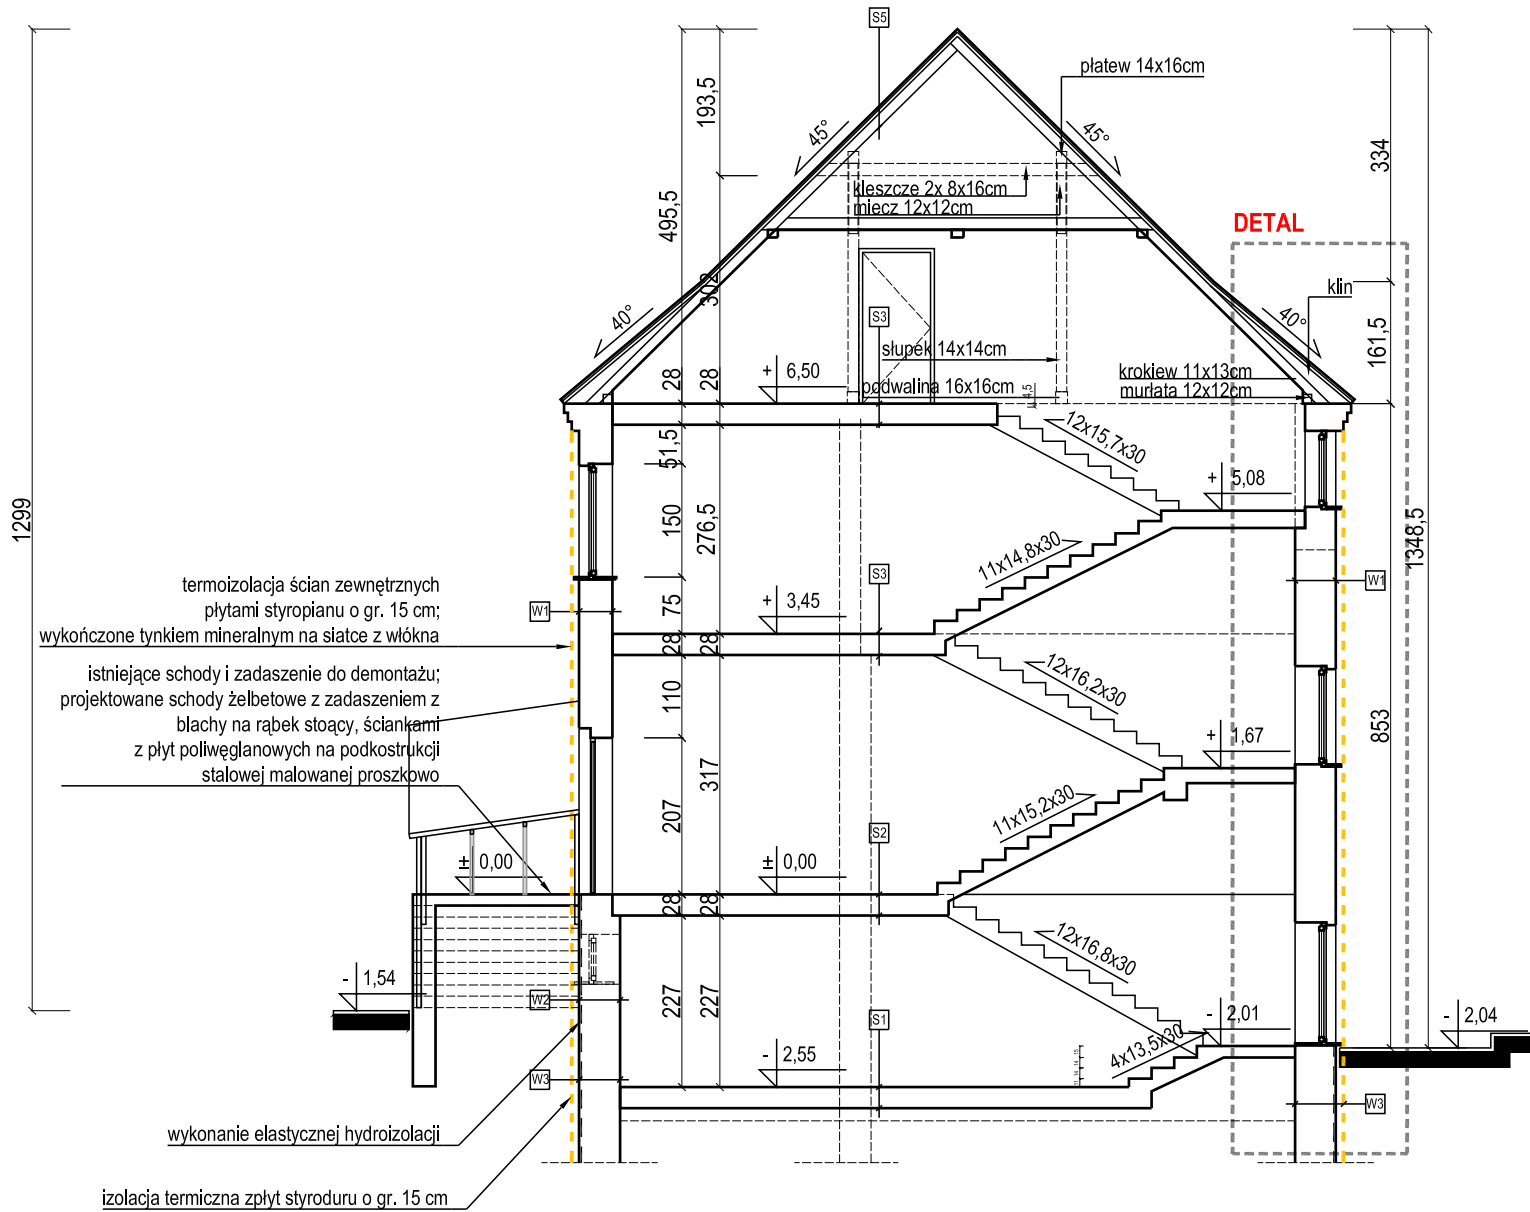 S5
płatew 14x16cm
193,5
45°
45°
334
kleszcze 2x 8x16cm
miecz 12x12cm
495,5
DETAL
302
klin
40°
40°
S3
słupek 14x14cm
161,5
+ 6,50
28
28
podwalina 16x16cm
4,5
krokiew 11x13cm
murłata 12x12cm
12x15,7x30
51,5
+ 5,08
1299
150
276,5
1348,5
11x14,8x30
S3
termoizolacja ścian zewnętrznych
płytami styropianu o gr. 15 cm;
wykończone tynkiem mineralnym na siatce z włókna
W1
75
+ 3,45
W1
28
28
istniejące schody i zadaszenie do demontażu;
projektowane schody żelbetowe z zadaszeniem z
blachy na rąbek stoący, ściankami
z płyt poliwęglanowych na podkostrukcji
stalowej malowanej proszkowo
110
12x16,2x30
853
+ 1,67
317
207
11x15,2x30
S2
± 0,00
± 0,00
28
28
12x16,8x30
- 1,54
W2
227
227
S1
- 2,01
- 2,04
4x13,5x30
- 2,55
W3
W3
wykonanie elastycznej hydroizolacji
izolacja termiczna zpłyt styroduru o gr. 15 cm